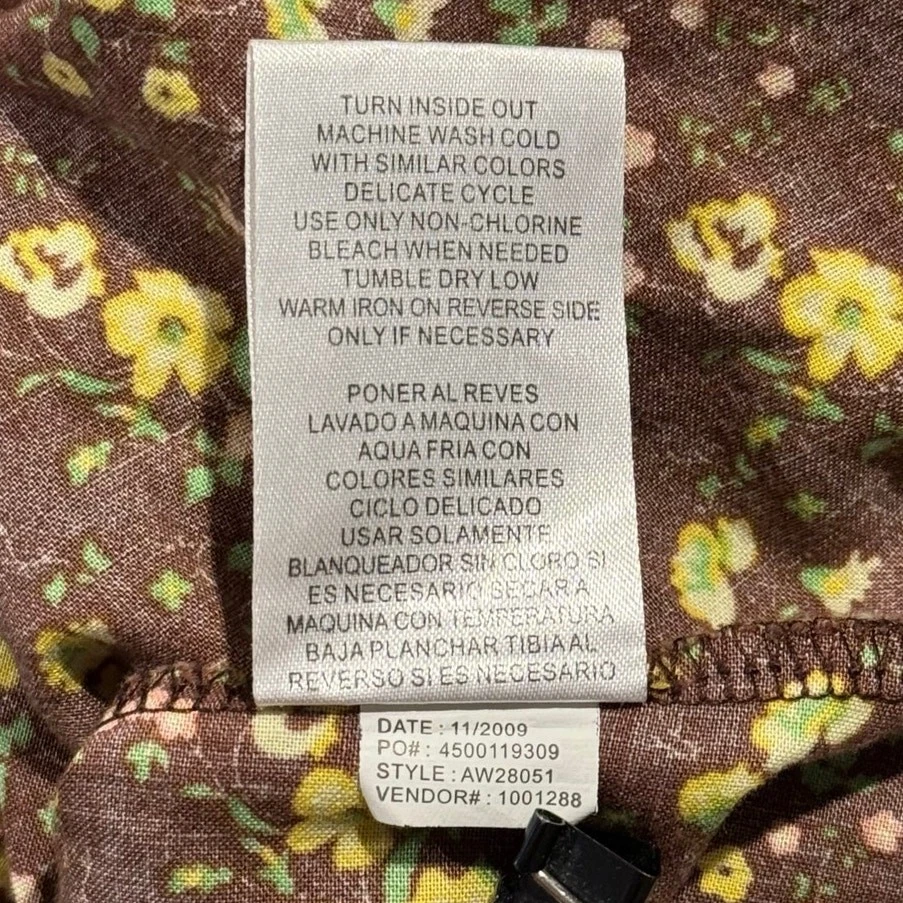 TURN INSIDE OUT
MACHINE WASH COLD
WITH SIMILAR COLORS
DELICATE CYCLE
USE ONLY NON-CHLORINE
BLEACH WHEN NEEDED
TUMBLE DRY LOW
WARM IRON ON REVERSE SIDE
ONLY IF NECESSARY
PONER AL REVES
LAVADO A MAQUINA CON
AQUA FRIA CON
COLORES SIMILARES
CICLO DELICADO
USAR SOLAMENTE
BLANQUEADOR SIN CLORO SI
ES NECESARIO SECAR A
MAQUINA CON TEMPERATURA
BAJA PLANCHAR TIBIA AL
REVERSO SI ES NECESARIO
DATE : 11/2009
PO# : 4500119309
STYLE : AW28051
VENDOR# : 1001288